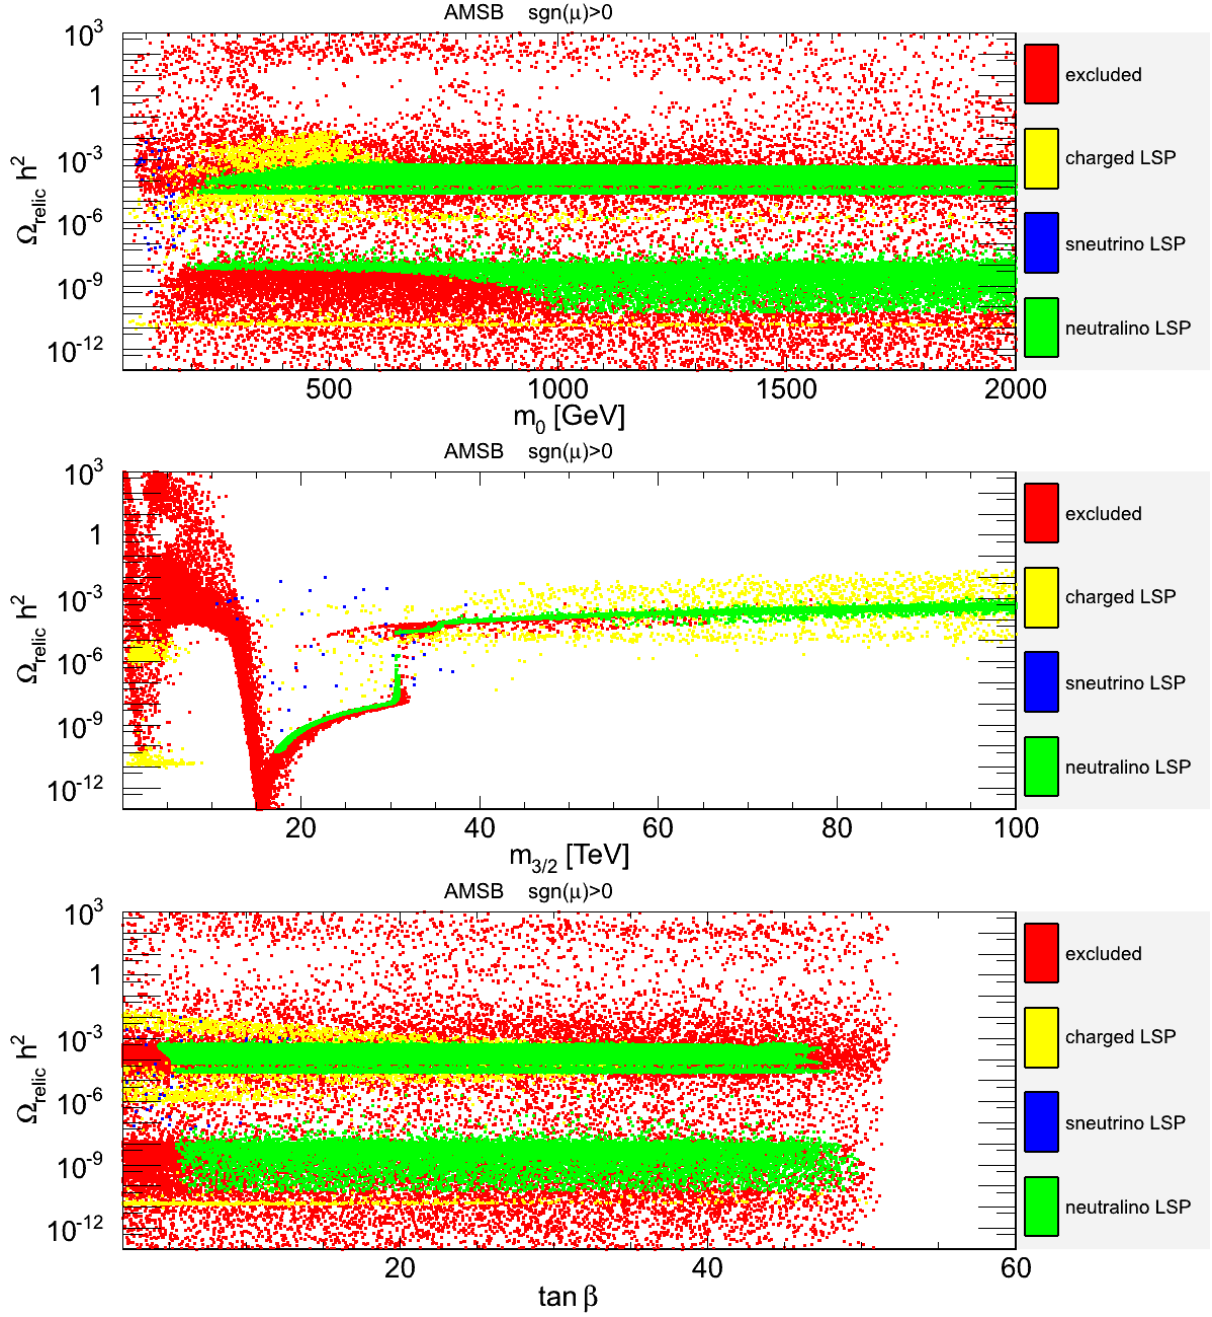 AMSB sgn(μ)>0
10³
1
10⁻³
10⁻⁶
10⁻⁹
10⁻¹²
Ω_relic h²
500
1000
1500
2000
m₀ [GeV]
excluded
charged LSP
sneutrino LSP
neutralino LSP
AMSB sgn(μ)>0
10³
1
10⁻³
10⁻⁶
10⁻⁹
10⁻¹²
Ω_relic h²
20
40
60
80
100
m_3/2 [TeV]
excluded
charged LSP
sneutrino LSP
neutralino LSP
AMSB sgn(μ)>0
10³
1
10⁻³
10⁻⁶
10⁻⁹
10⁻¹²
Ω_relic h²
20
40
60
tan β
excluded
charged LSP
sneutrino LSP
neutralino LSP